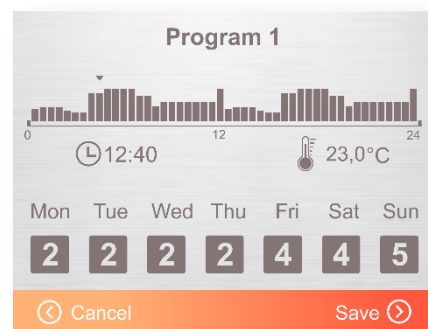 Program 1
0 12 24
12:40 23,0°C
Mon Tue Wed Thu Fri Sat Sun
2 2 2 2 4 4 5
Cancel Save